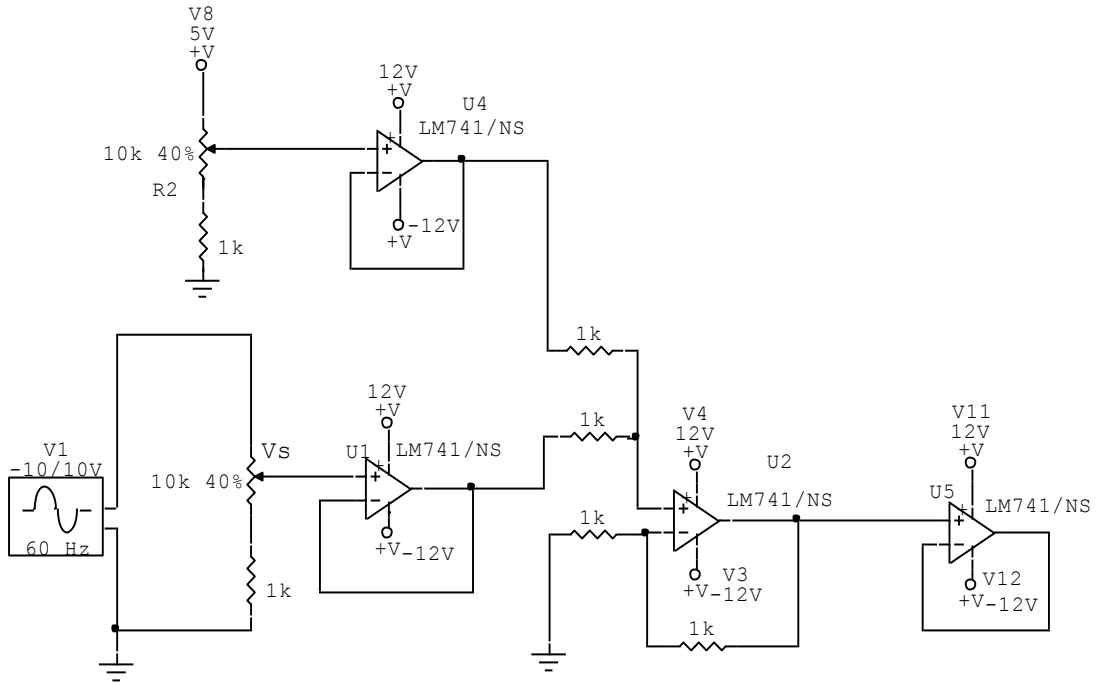 V8
5V
+V
10k 40%
R2
1k
12V
+V
U4
LM741/NS
+
+
-12V
+V
1k
V1
-10/10V
60 Hz
Vs
10k 40%
1k
12V
+V
U1
LM741/NS
+
+
+V
-12V
1k
1k
V4
12V
+V
U2
LM741/NS
+
+
V3
+V
-12V
1k
V11
12V
+V
U5
LM741/NS
+
+
V12
+V
-12V